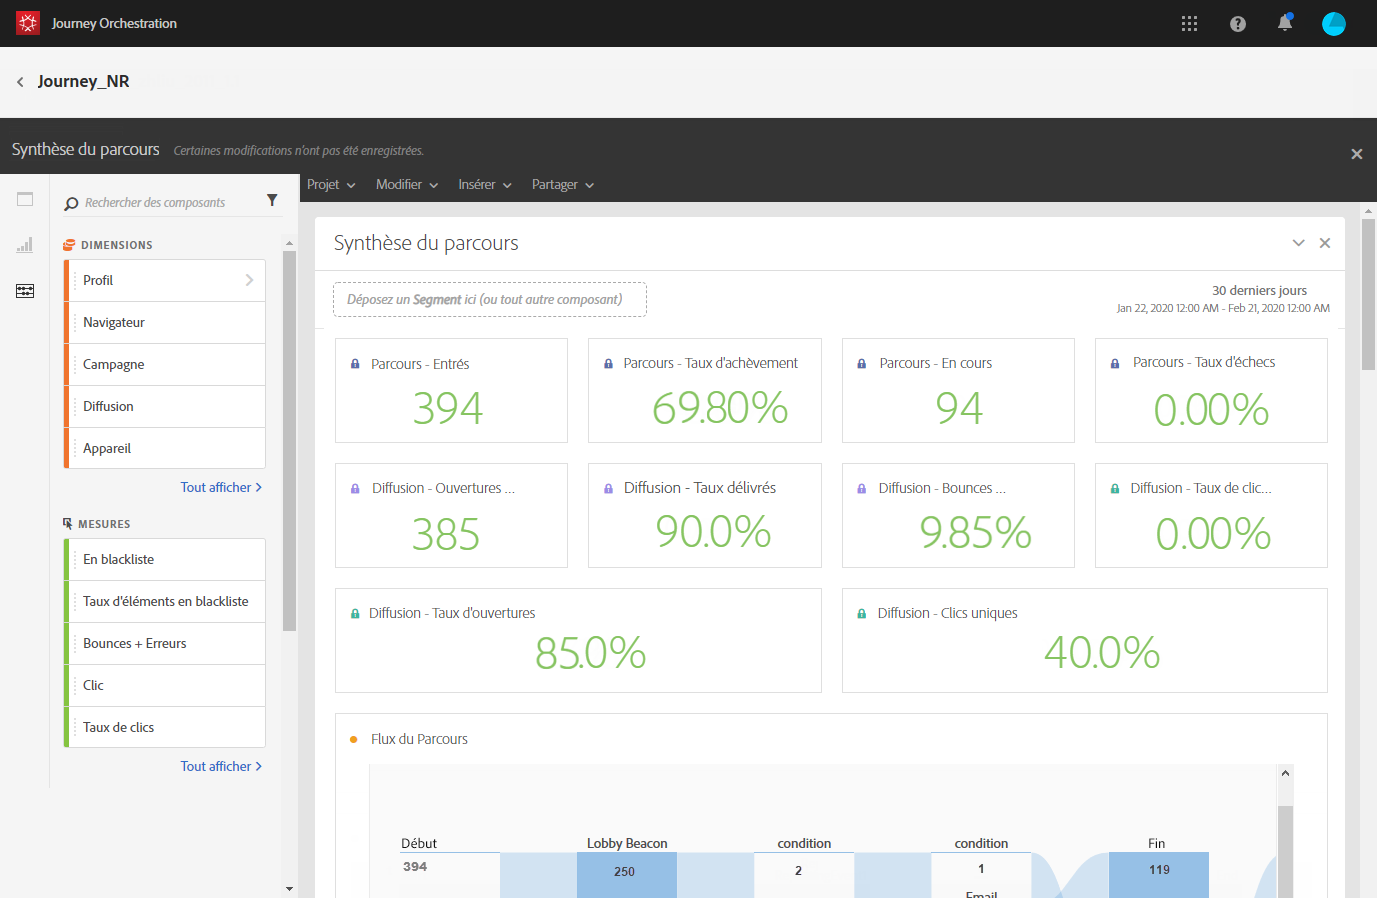 Journey Orchestration
Journey_NR
Synthèse du parcours
Certaines modifications n'ont pas été enregistrées.
Projet
Modifier
Insérer
Partager
Rechercher des composants
DIMENSIONS
Profil
Navigateur
Campagne
Diffusion
Appareil
Tout afficher
MESURES
En blackliste
Taux d'éléments en blackliste
Bounces + Erreurs
Clic
Taux de clics
Tout afficher
Synthèse du parcours
Déposez un Segment ici (ou tout autre composant)
30 derniers jours
Jan 22, 2020 12:00 AM - Feb 21, 2020 12:00 AM
Parcours - Entrés
394
Parcours - Taux d'achèvement
69.80%
Parcours - En cours
94
Parcours - Taux d'échecs
0.00%
Diffusion - Ouvertures ...
385
Diffusion - Taux délivrés
90.0%
Diffusion - Bounces ...
9.85%
Diffusion - Taux de clic...
0.00%
Diffusion - Taux d'ouvertures
85.0%
Diffusion - Clics uniques
40.0%
Flux du Parcours
Début
394
Lobby Beacon
250
condition
2
condition
1
Email
Fin
119